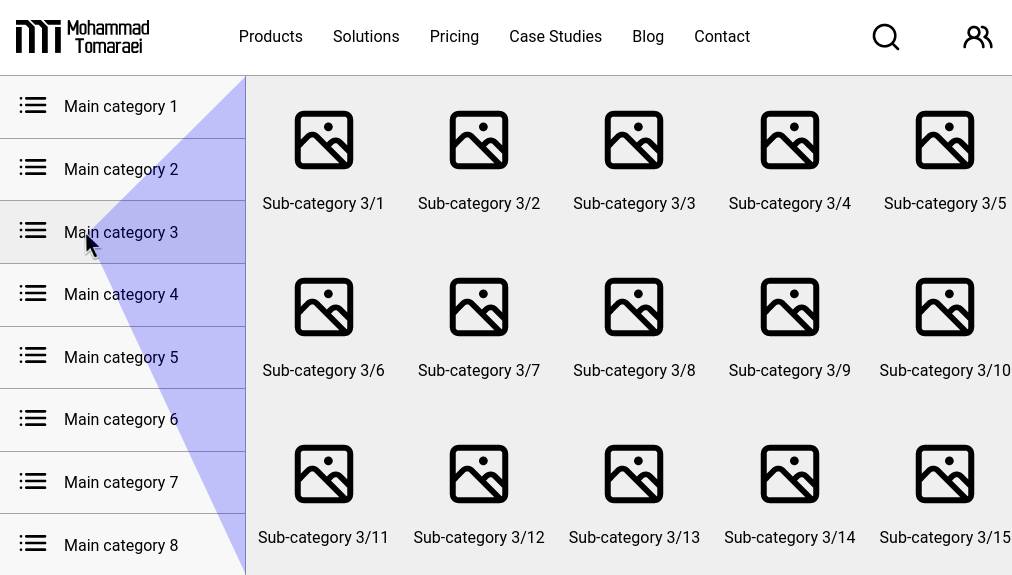 Mohammad
Tomaraei
Products Solutions Pricing Case Studies Blog Contact
Main category 1
Main category 2
Main category 3
Main category 4
Main category 5
Main category 6
Main category 7
Main category 8
Sub-category 3/1 Sub-category 3/2 Sub-category 3/3 Sub-category 3/4 Sub-category 3/5
Sub-category 3/6 Sub-category 3/7 Sub-category 3/8 Sub-category 3/9 Sub-category 3/10
Sub-category 3/11 Sub-category 3/12 Sub-category 3/13 Sub-category 3/14 Sub-category 3/15